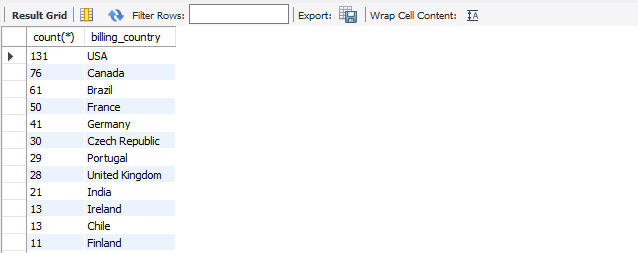 Result Grid Filter Rows: Export: Wrap Cell Content: IA
count(*) billing_country
131 USA
76 Canada
61 Brazil
50 France
41 Germany
30 Czech Republic
29 Portugal
28 United Kingdom
21 India
13 Ireland
13 Chile
11 Finland